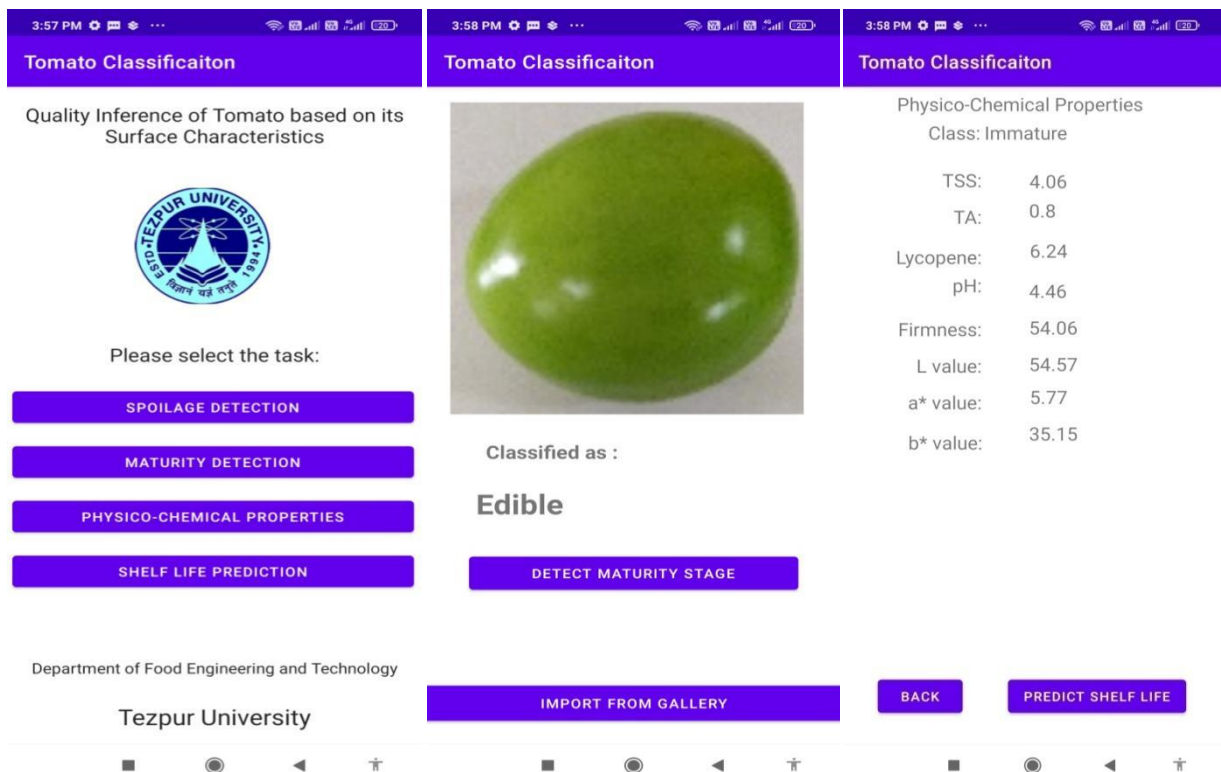 3:57 PM
Tomato Classificaiton
Quality Inference of Tomato based on its
Surface Characteristics
TEZPUR UNIVERSITY
ESTD
1994
विज्ञानं यज्ञं तनुते
Please select the task:
SPOILAGE DETECTION
MATURITY DETECTION
PHYSICO-CHEMICAL PROPERTIES
SHELF LIFE PREDICTION
Department of Food Engineering and Technology
Tezpur University
3:58 PM
Tomato Classificaiton
Classified as :
Edible
DETECT MATURITY STAGE
IMPORT FROM GALLERY
3:58 PM
Tomato Classificaiton
Physico-Chemical Properties
Class: Immature
TSS: 4.06
TA: 0.8
Lycopene: 6.24
pH: 4.46
Firmness: 54.06
L value: 54.57
a* value: 5.77
b* value: 35.15
BACK
PREDICT SHELF LIFE